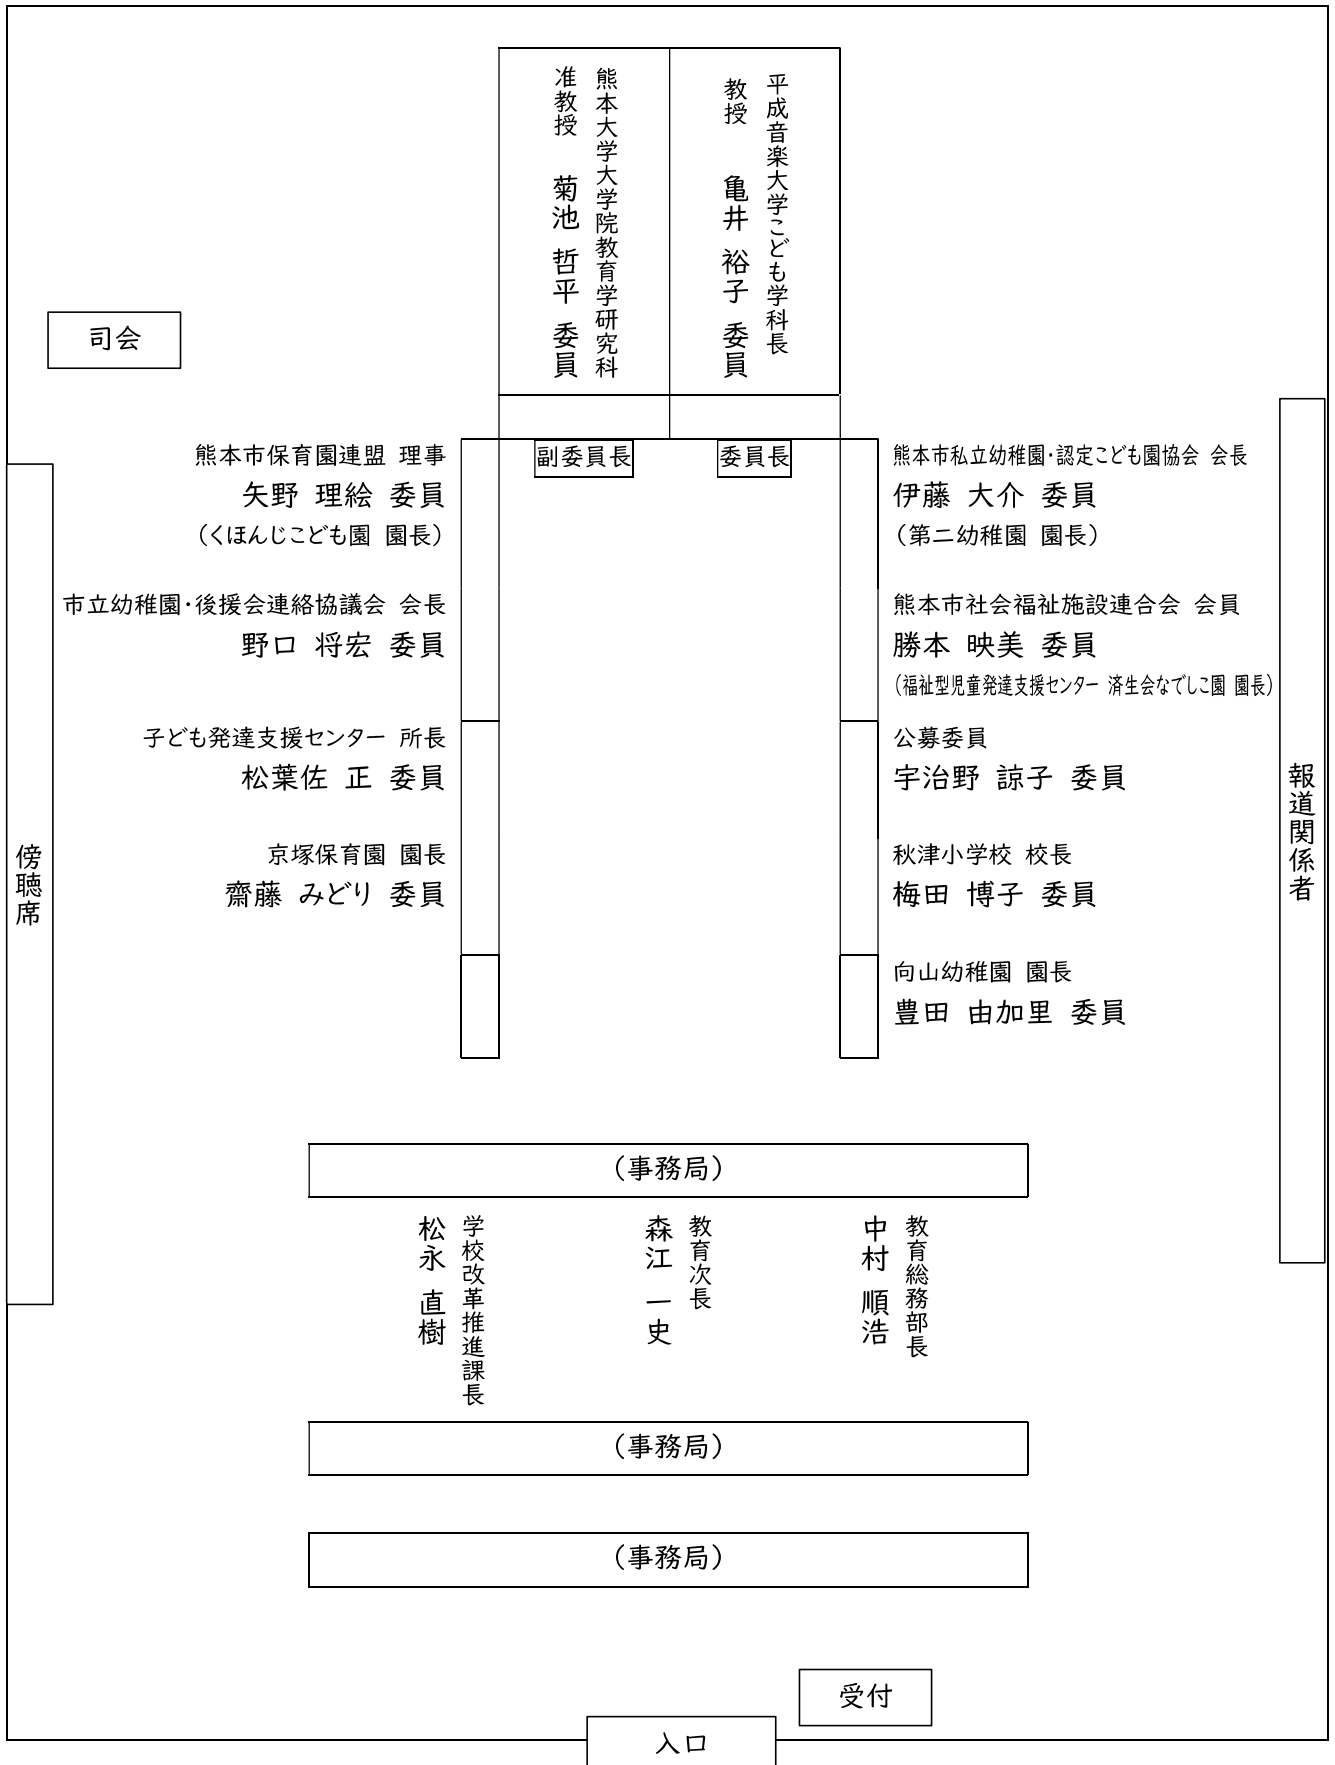 平成音楽大学こども学科長
教授 亀井 裕子 委員
熊本大学大学院教育学研究科
准教授 菊池 哲平 委員
司会
副委員長
委員長
熊本市保育園連盟 理事
矢野 理絵 委員
（くほんじこども園 園長）
市立幼稚園・後援会連絡協議会 会長
野口 将宏 委員
子ども発達支援センター 所長
松葉佐 正 委員
京塚保育園 園長
齋藤 みどり 委員
熊本市私立幼稚園・認定こども園協会 会長
伊藤 大介 委員
（第二幼稚園 園長）
熊本市社会福祉施設連合会 会員
勝本 映美 委員
（福祉型児童発達支援センター 済生会なでしこ園 園長）
公募委員
宇治野 諒子 委員
秋津小学校 校長
梅田 博子 委員
向山幼稚園 園長
豊田 由加里 委員
傍聴席
報道関係者
（事務局）
教育総務部長
中村 順浩
教育次長
森江 一史
学校改革推進課長
松永 直樹
（事務局）
（事務局）
受付
入口